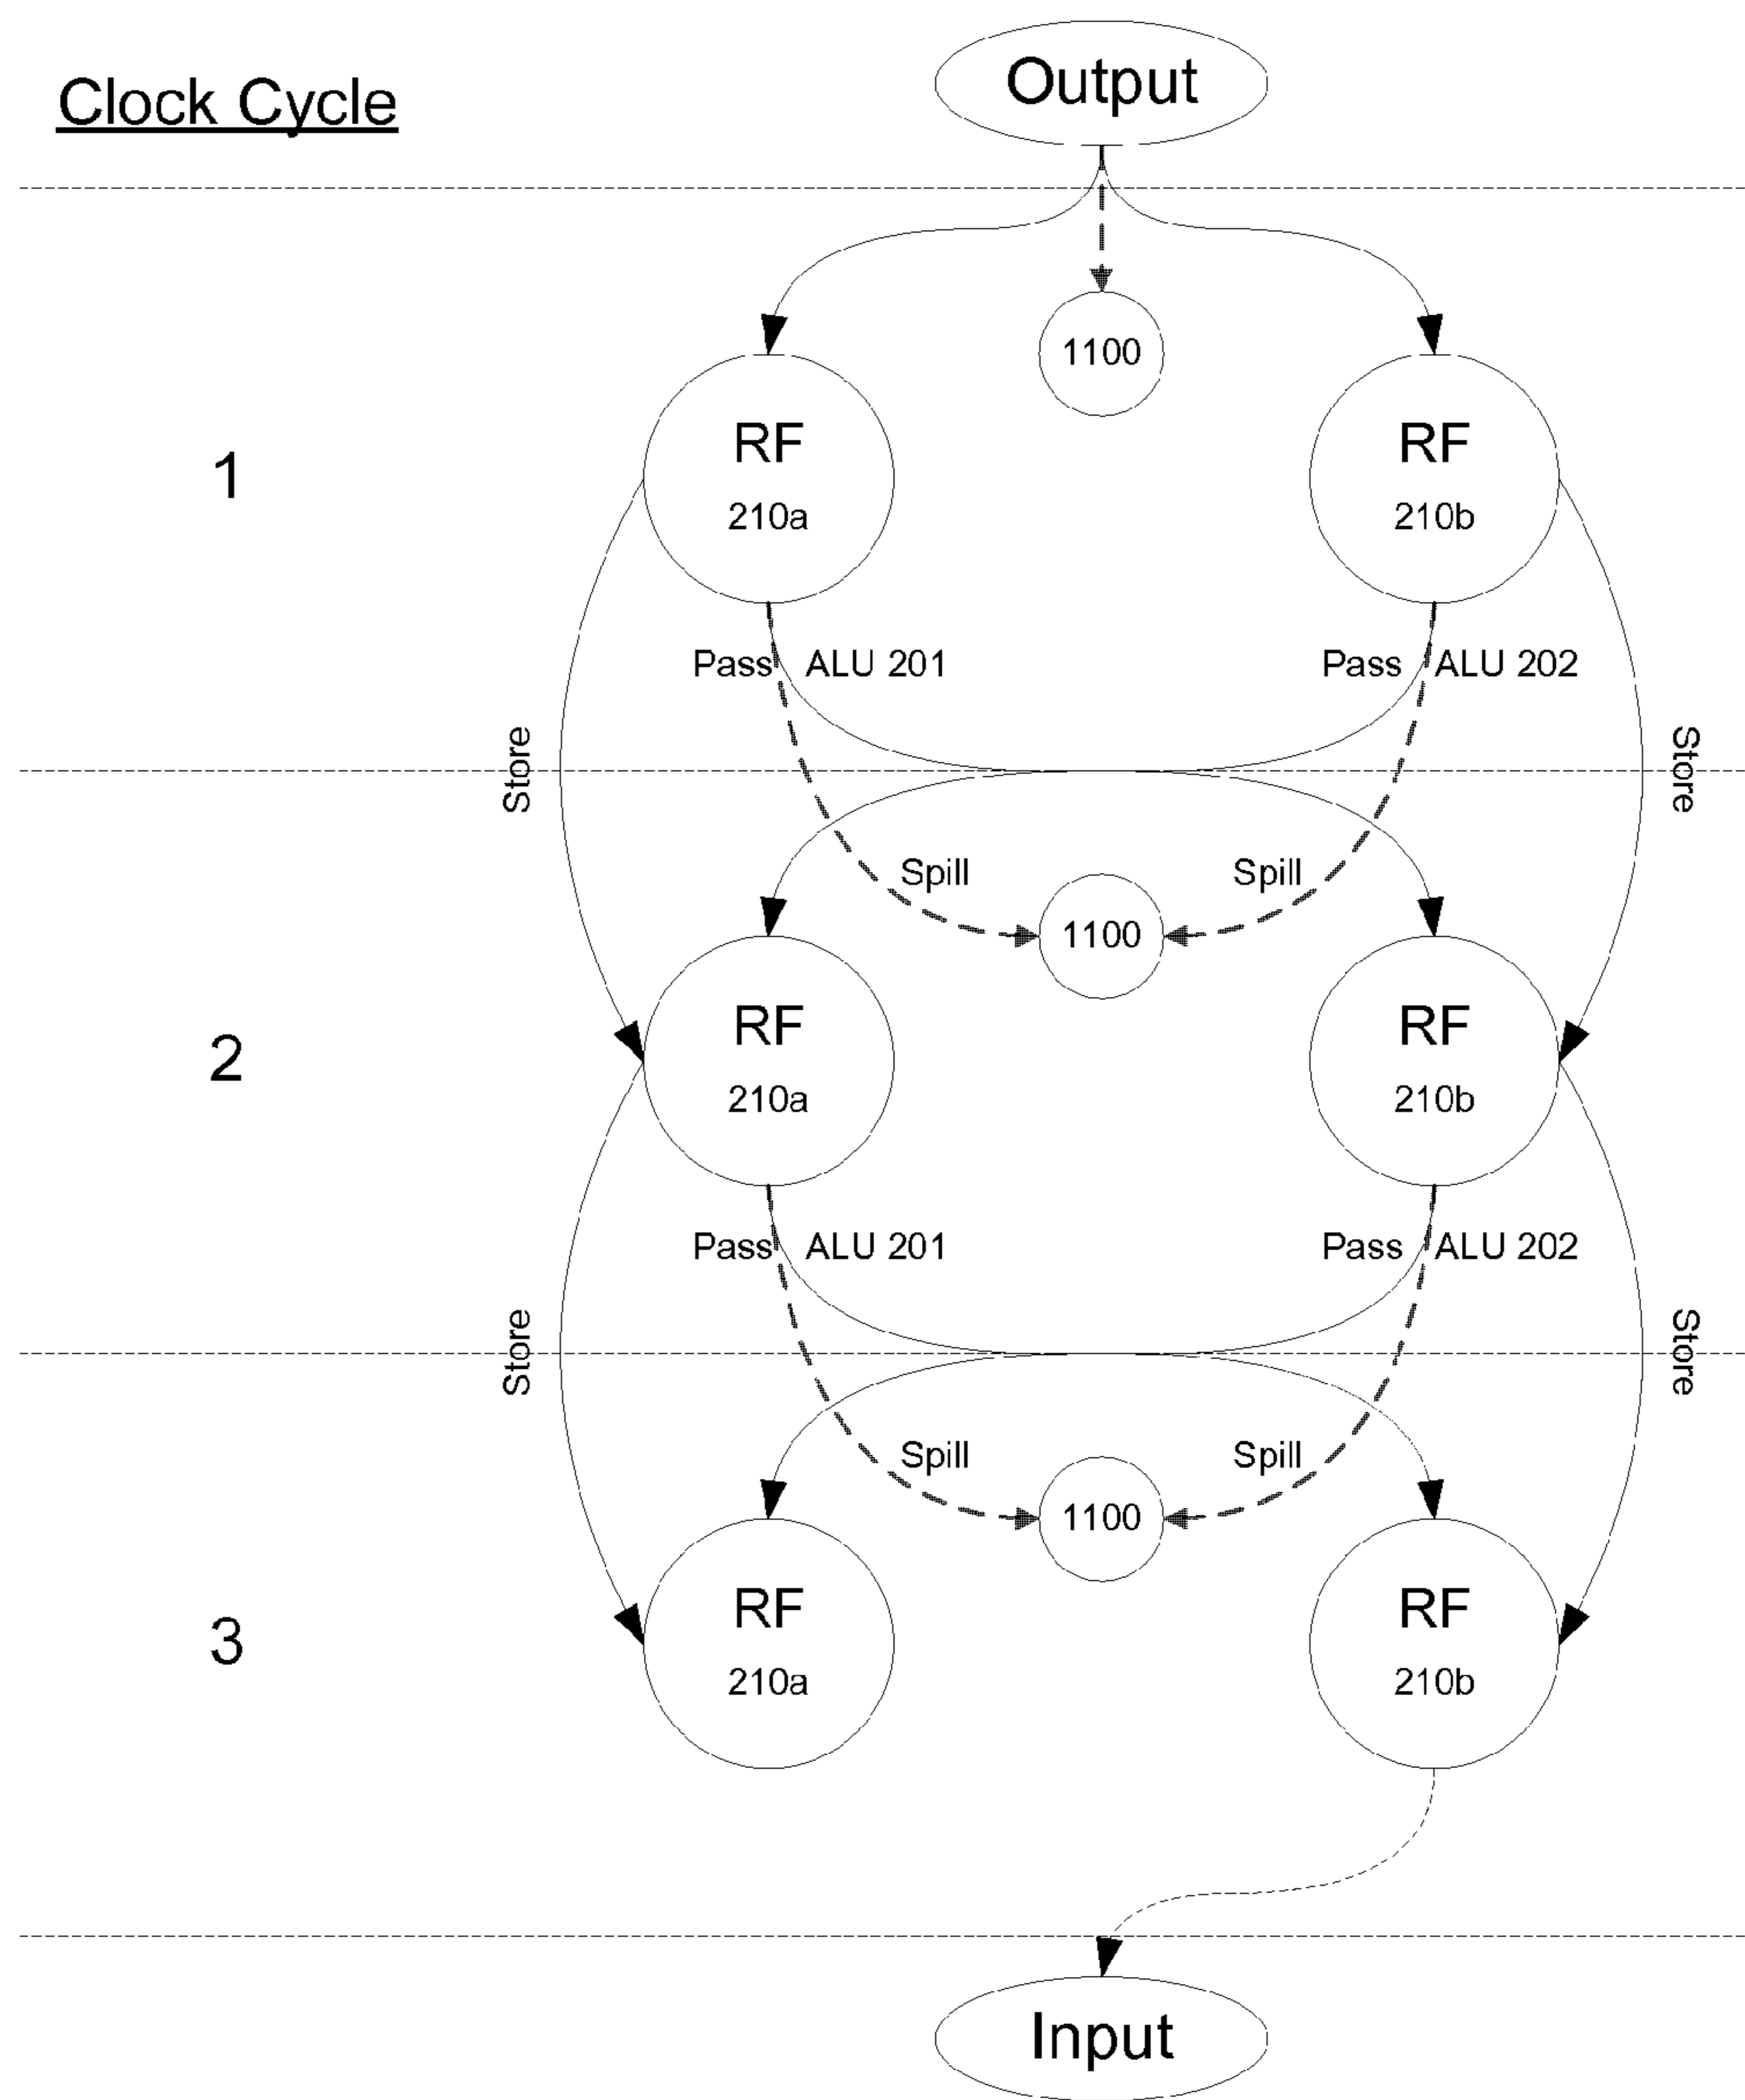 Output
Clock Cycle
1100
1
RF
210a
RF
210b
Pass
ALU 201
Pass
ALU 202
Store
Store
Spill
Spill
1100
2
RF
210a
RF
210b
Pass
ALU 201
Pass
ALU 202
Store
Store
Spill
Spill
1100
3
RF
210a
RF
210b
Input